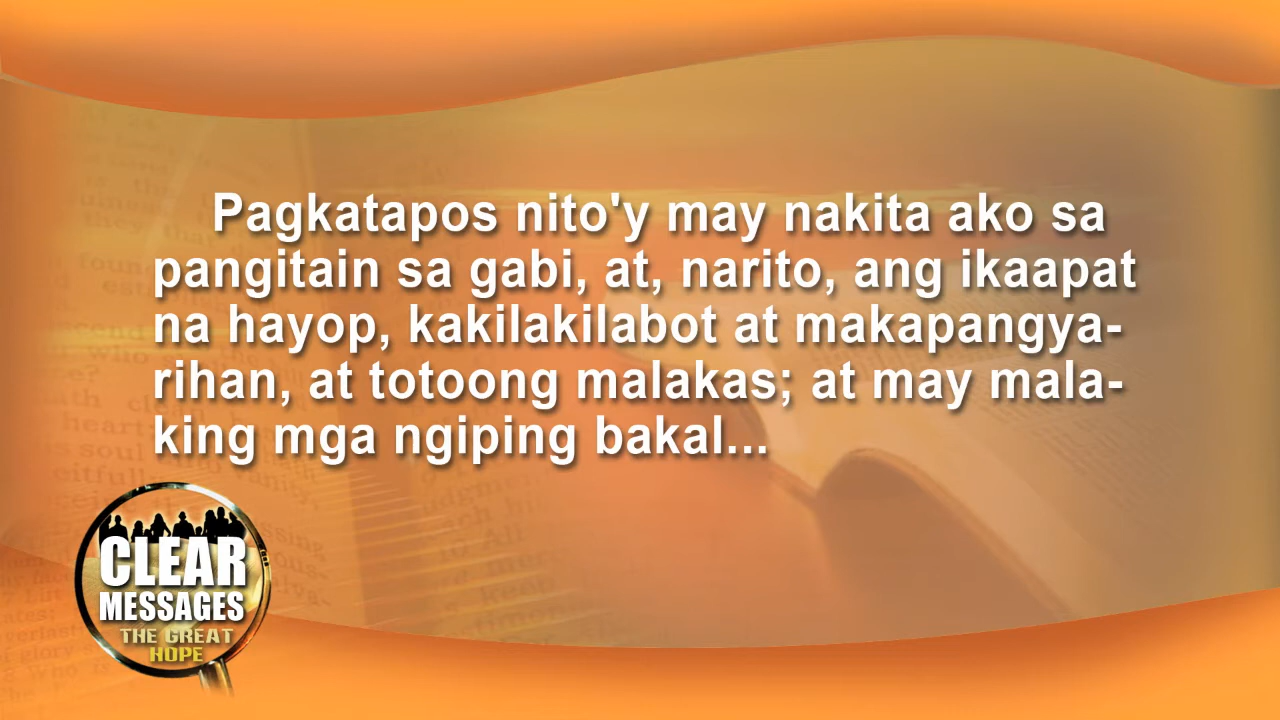 Pagkatapos nito'y may nakita ako sa
pangitain sa gabi, at, narito, ang ikaapat
na hayop, kakilakilabot at makapangya-
rihan, at totoong malakas; at may mala-
king mga ngiping bakal...
CLEAR
MESSAGES
THE GREAT
HOPE